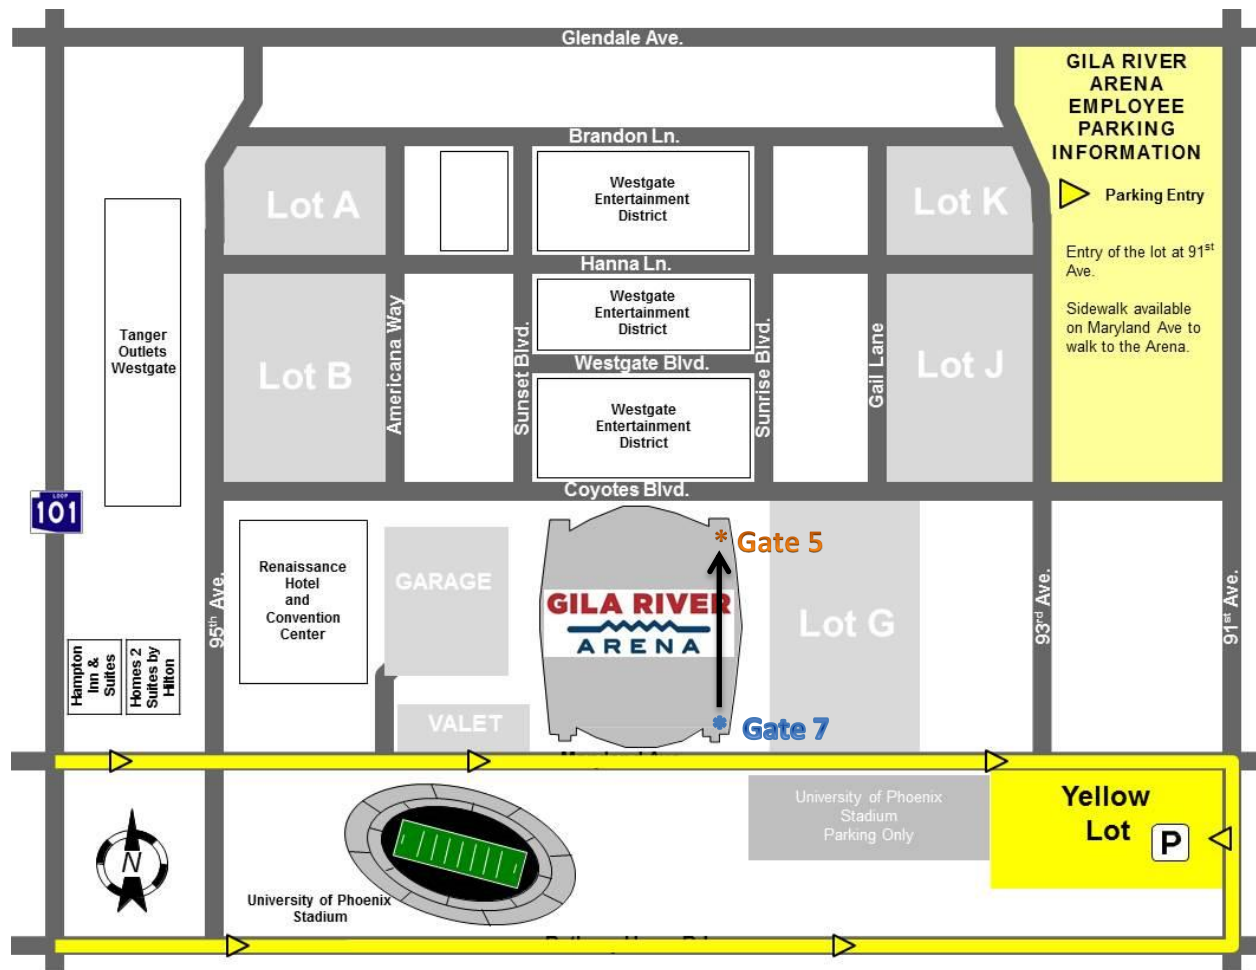 Glendale Ave.
GILA RIVER
ARENA
EMPLOYEE
PARKING
INFORMATION
Parking Entry
Entry of the lot at 91st
Ave.
Sidewalk available
on Maryland Ave to
walk to the Arena.
Brandon Ln.
Lot A
Westgate
Entertainment
District
Lot K
Hanna Ln.
Tanger
Outlets
Westgate
Lot B
Americana Way
Sunset Blvd.
Westgate
Entertainment
District
Westgate Blvd.
Westgate
Entertainment
District
Sunrise Blvd.
Gail Lane
Lot J
Coyotes Blvd.
LOOP
101
95th Ave.
Renaissance
Hotel
and
Convention
Center
GARAGE
* Gate 5
GILA RIVER
ARENA
Lot G
93rd Ave.
91st Ave.
Hampton
Inn &
Suites
Homes 2
Suites by
Hilton
VALET
* Gate 7
University of Phoenix
Stadium
Parking Only
Yellow
Lot
P
N
University of Phoenix
Stadium